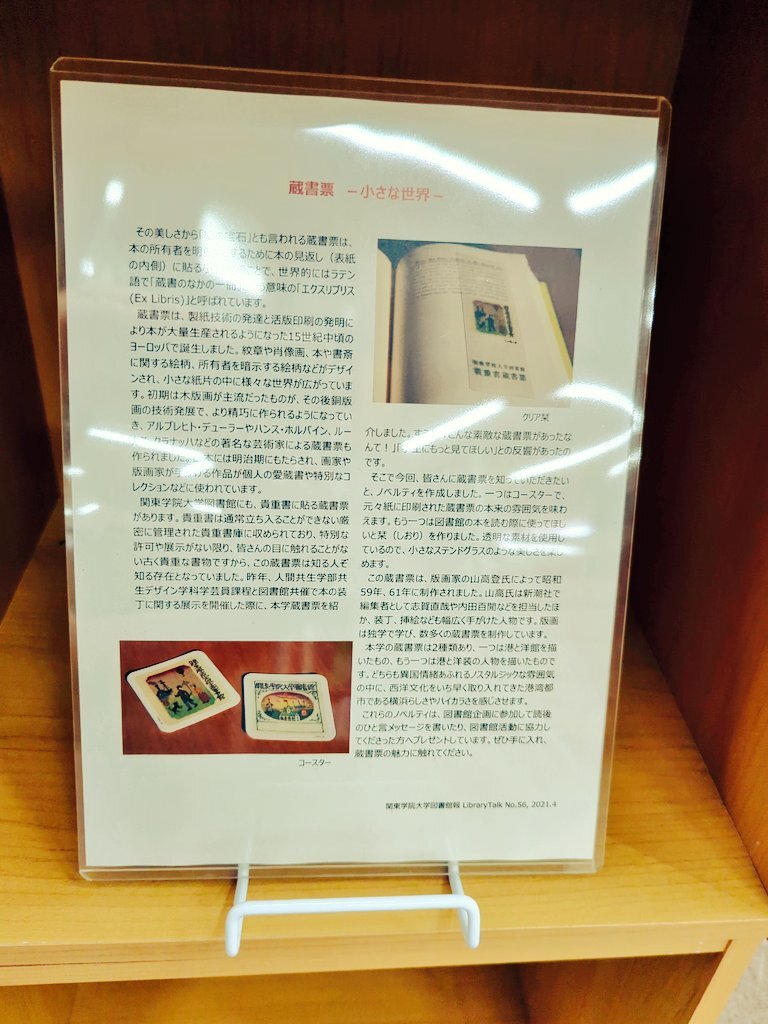 蔵書票 －小さな世界－
その美しさから「 石」とも言われる蔵書票は、
本の所有者を明 するために本の見返し（表紙
の内側）に貼る とで、世界的にはラテン
語で「蔵書のなかの一 意味の「エクスリブリス
(Ex Libris)」と呼ばれています。
蔵書票は、製紙技術の発達と活版印刷の発明に
より本が大量生産されるようになった15世紀中頃の
ヨーロッパで誕生しました。紋章や肖像画、本や書斎
に関する絵柄、所有者を暗示する絵柄などがデザイ
ンされ、小さな紙片の中に様々な世界が広がっていま
す。初期は木版画が主流だったものが、その後銅版
画の技術発展で、より精巧に作られるようになってい
き、アルブレヒト・デューラーやハンス・ホルバイン、ルー
クラナッハなどの著名な芸術家による蔵書票も
作られまし 本には明治期にもたらされ、画家や
版画家が手 る作品が個人の愛蔵書や特別なコ
レクションなどに使われています。
関東学院大学図書館にも、貴重書に貼る蔵書票
があります。貴重書は通常立ち入ることができない厳
密に管理された貴重書庫に収められており、特別な
許可や展示がない限り、皆さんの目に触れることがな
い古く貴重な書物ですから、この蔵書票は知る人ぞ
知る存在となっていました。昨年、人間共生学部共
生デザイン学科学芸員課程と図書館共催で本の装
丁に関する展示を開催した際に、本学蔵書票を紹
コースター
関東学院大学図書館
貴重書蔵書票
クリア栞
介しました。す こんな素敵な蔵書票があったな
んて！」「 生にもっと見てほしい」との反響があったの
です。
そこで今回、皆さんに蔵書票を知っていただきたい
と、ノベルティを作成しました。一つはコースターで、
元々紙に印刷された蔵書票の本来の雰囲気を味わ
えます。もう一つは図書館の本を読む際に使ってほし
いと栞（しおり）を作りました。透明な素材を使用し
ているので、小さなステンドグラスのような美しさを楽し
めます。
この蔵書票は、版画家の山高登氏によって昭和
59年、61年に制作されました。山高氏は新潮社で
編集者として志賀直哉や内田百閒などを担当したほ
か、装丁、挿絵なども幅広く手がけた人物です。版画
は独学で学び、数多くの蔵書票を制作しています。
本学の蔵書票は2種類あり、一つは港と洋館を描
いたもの、もう一つは港と洋装の人物を描いたもので
す。どちらも異国情緒あふれるノスタルジックな雰囲気
の中に、西洋文化をいち早く取り入れてきた港湾都
市である横浜らしさやハイカラさを感じさせます。
これらのノベルティは、図書館企画に参加して読後
のひと言メッセージを書いたり、図書館活動に協力し
てくださった方へプレゼントしています。ぜひ手に入れ、
蔵書票の魅力に触れてください。
関東学院大学図書館報 LibraryTalk No.56, 2021.4